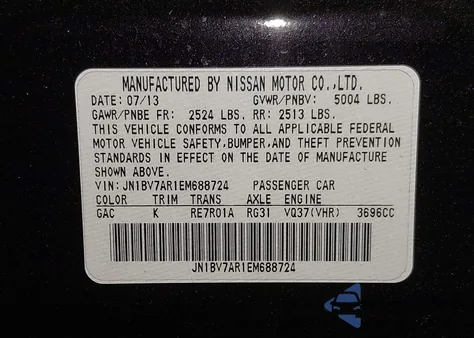 MANUFACTURED BY NISSAN MOTOR CO.,LTD.
DATE: 07/13 GVWR/PNBV: 5004 LBS.
GAWR/PNBE FR: 2524 LBS. RR: 2513 LBS.
THIS VEHICLE CONFORMS TO ALL APPLICABLE FEDERAL
MOTOR VEHICLE SAFETY,BUMPER,AND THEFT PREVENTION
STANDARDS IN EFFECT ON THE DATE OF MANUFACTURE
SHOWN ABOVE.
VIN: JN1BV7AR1EM688724 PASSENGER CAR
COLOR TRIM TRANS AXLE ENGINE
GAC K RE7R01A RG31 VQ37(VHR) 3696CC
JN1BV7AR1EM688724